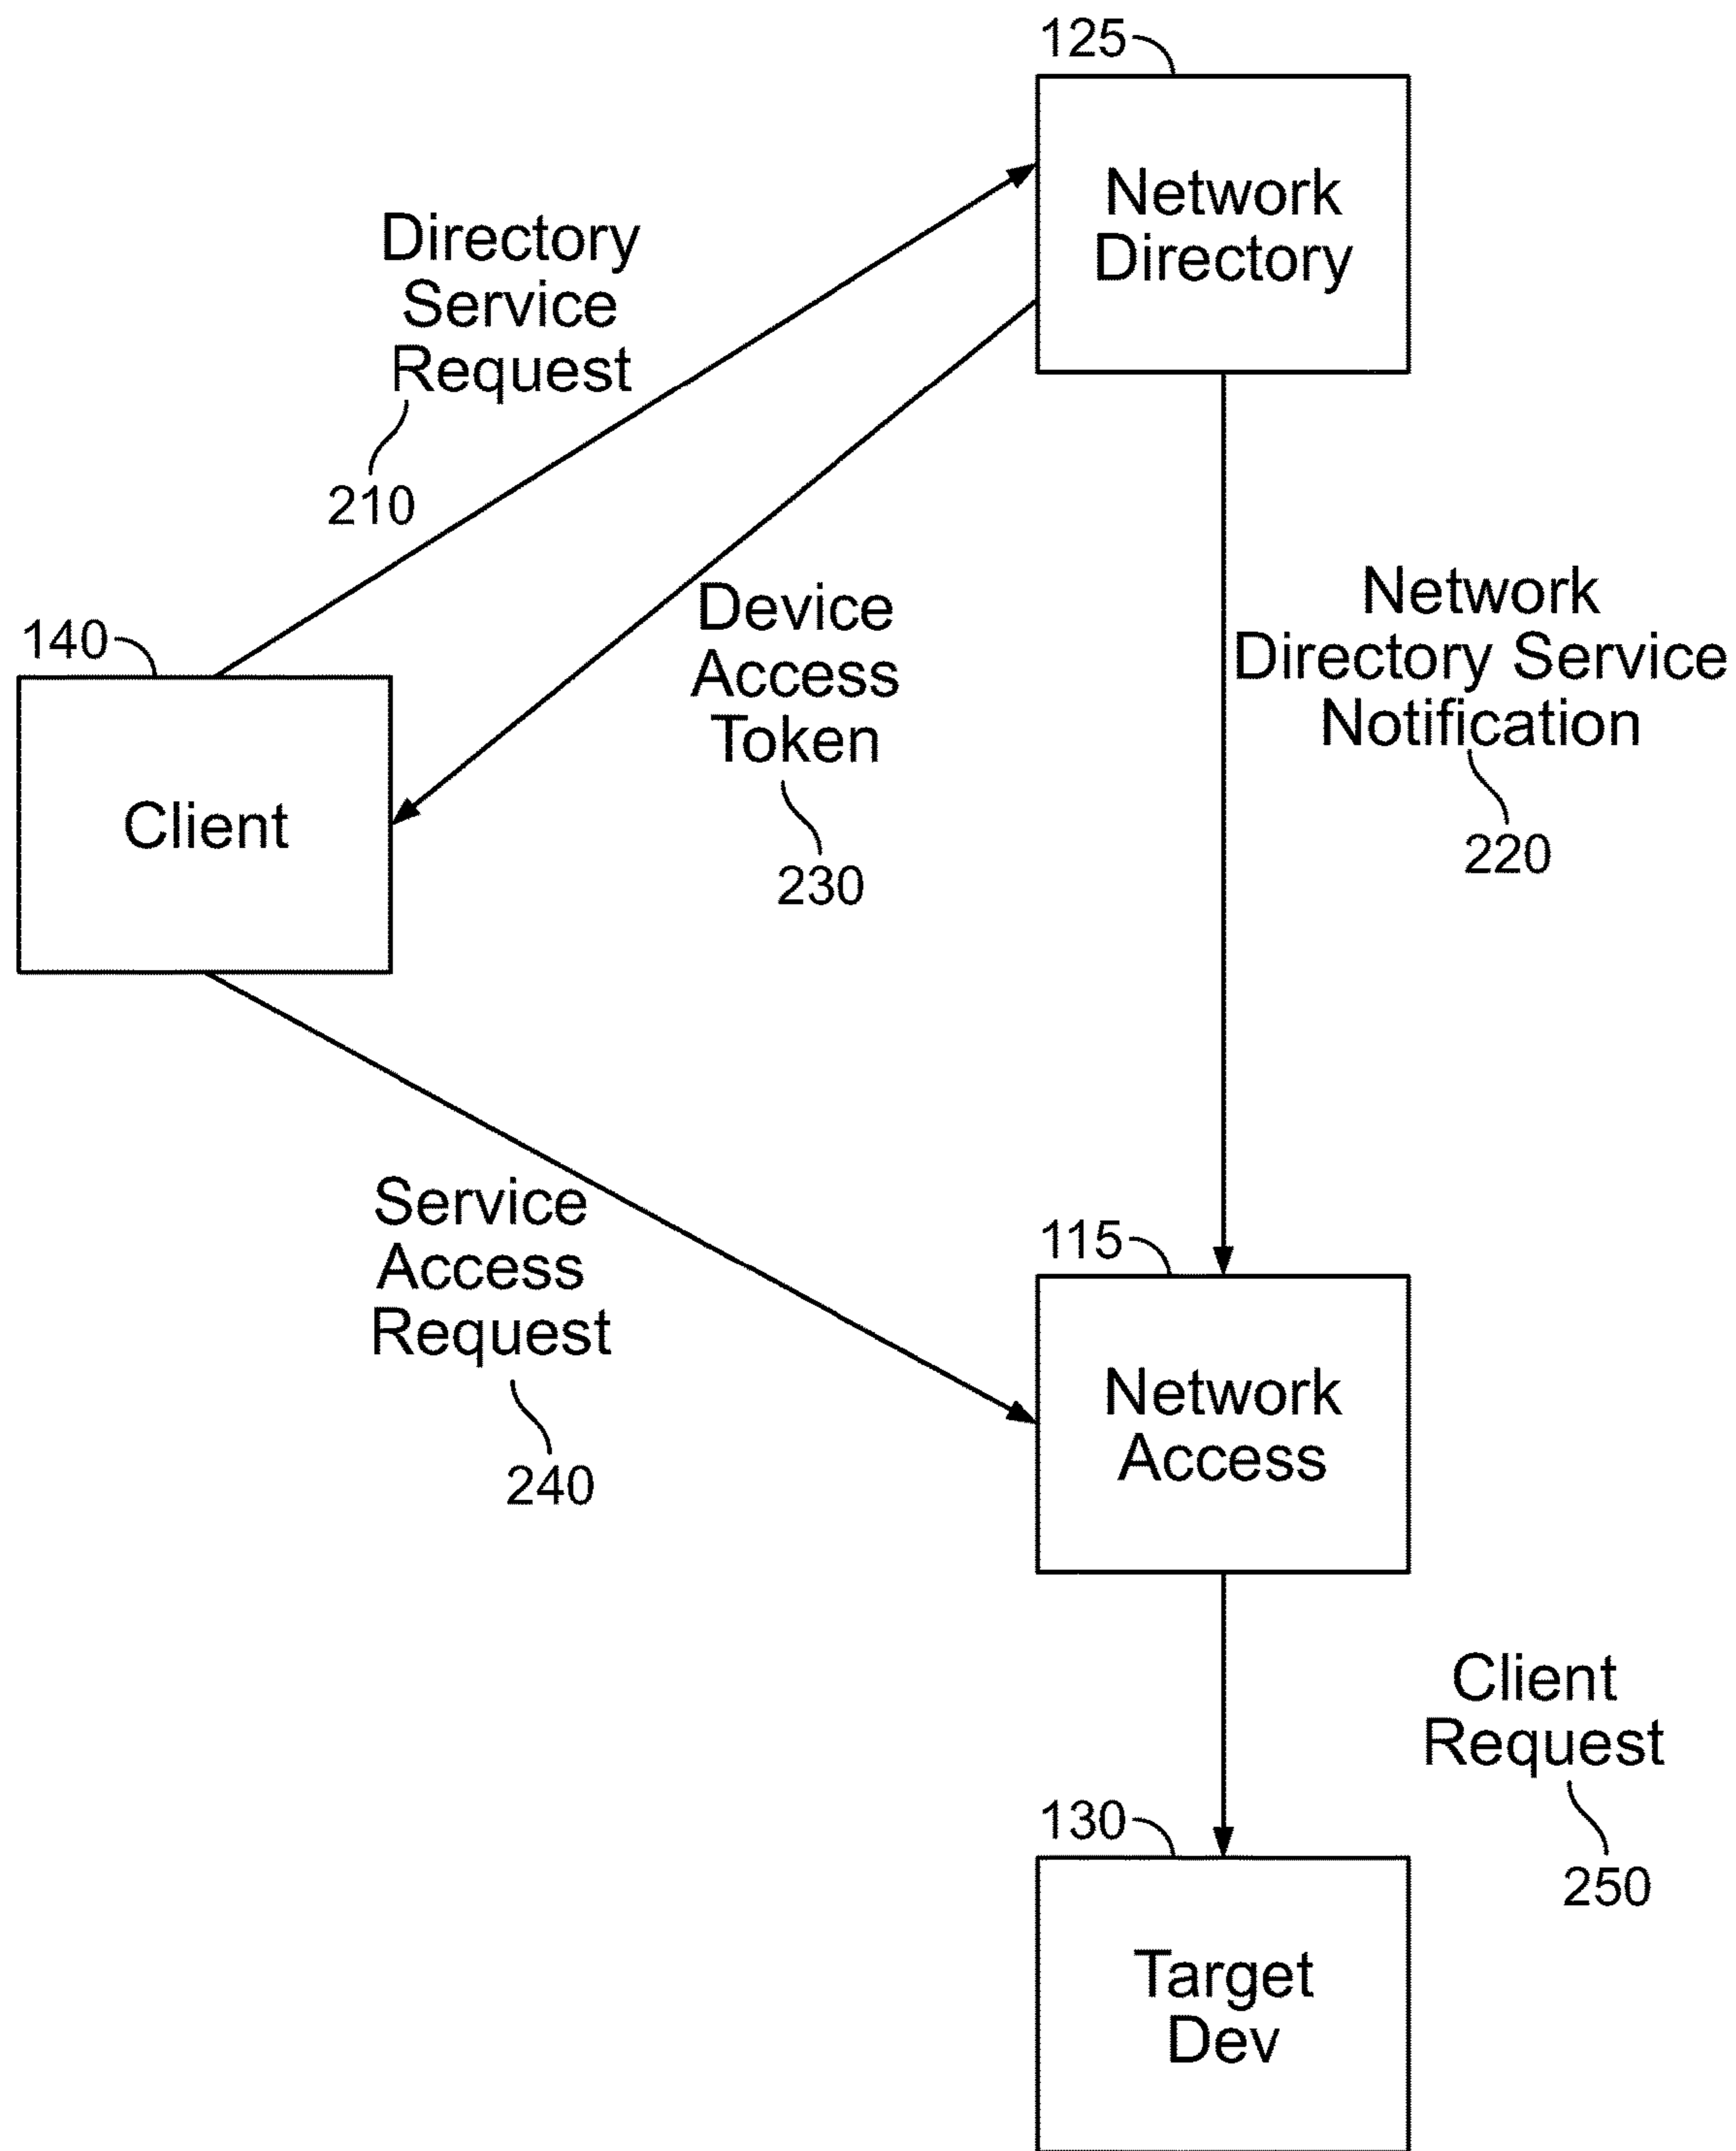 125
Network
Directory
Directory
Service
Request
210
Device
Access
Token
230
Network
Directory Service
Notification
220
140
Client
Service
Access
Request
240
115
Network
Access
Client
Request
250
130
Target
Dev